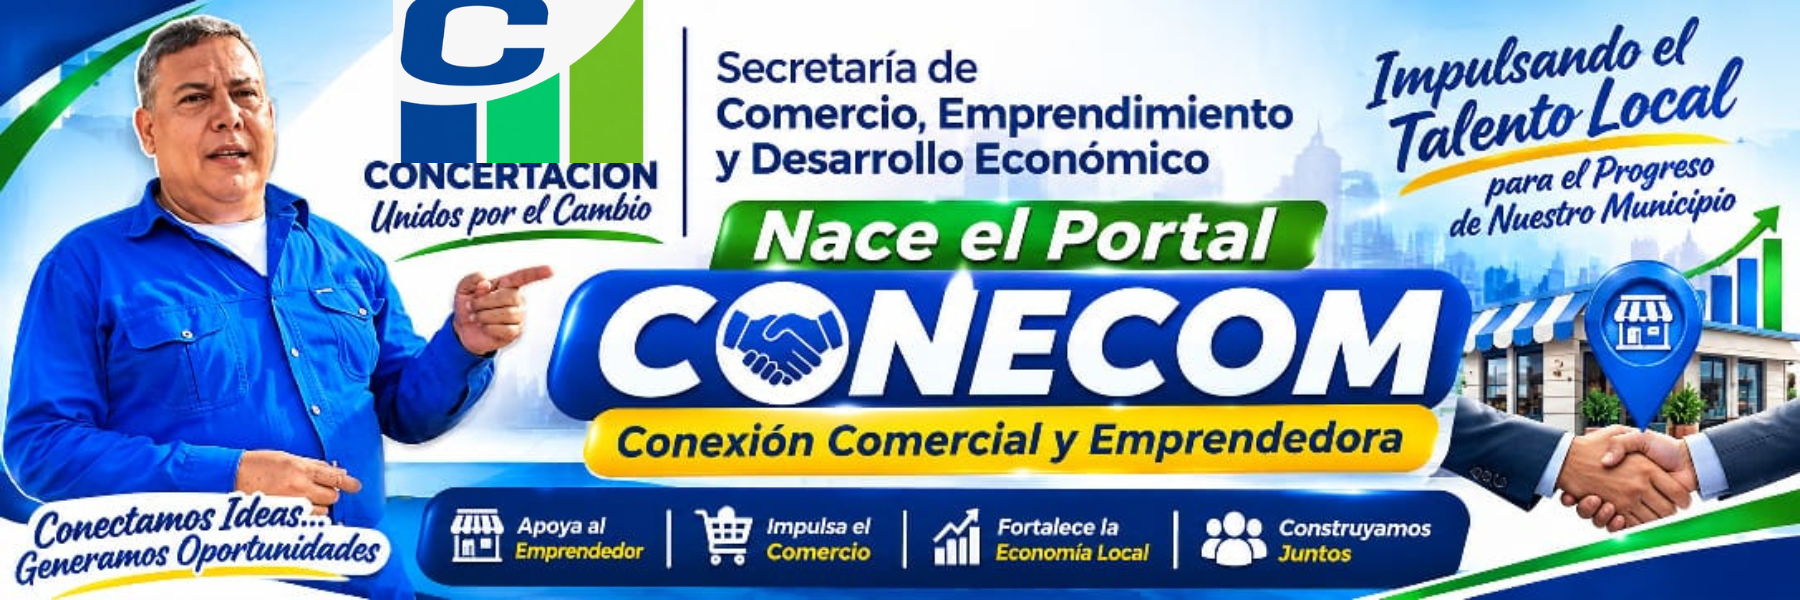 C
CONCERTACION
Unidos por el Cambio
Secretaría de
Comercio, Emprendimiento
y Desarrollo Económico
Impulsando el
Talento Local
para el Progreso
de Nuestro Municipio
Nace el Portal
CONECOM
Conexión Comercial y Emprendedora
Conectamos Ideas...
Generamos Oportunidades
Apoya al
Emprendedor
Impulsa el
Comercio
Fortalece la
Economía Local
Construyamos
Juntos